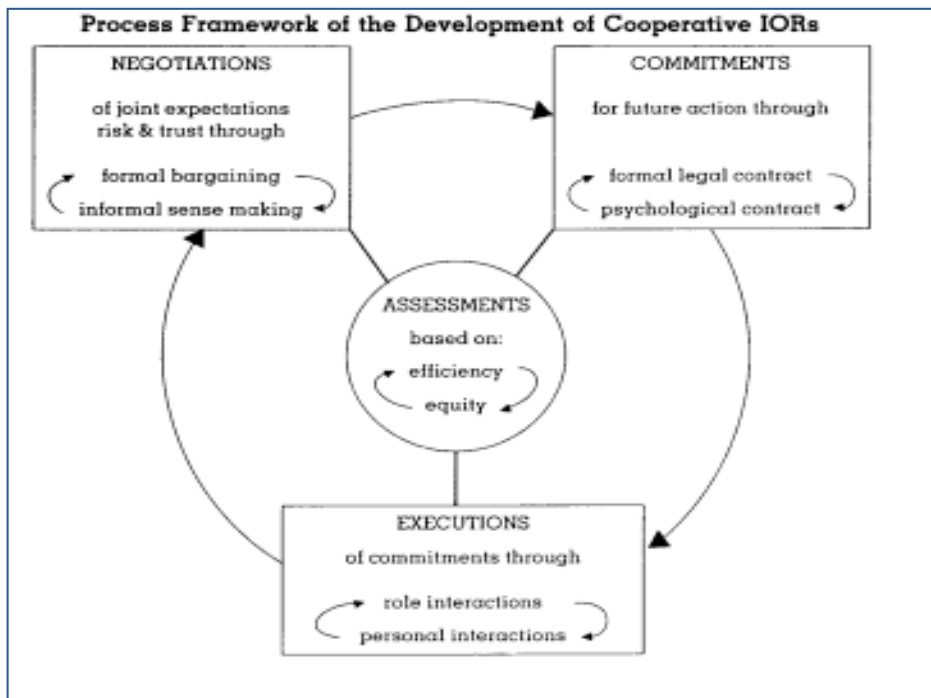 Process Framework of the Development of Cooperative IORs
NEGOTIATIONS
of joint expectations
risk & trust through
formal bargaining
informal sense making
COMMITMENTS
for future action through
formal legal contract
psychological contract
ASSESSMENTS
based on:
efficiency
equity
EXECUTIONS
of commitments through
role interactions
personal interactions